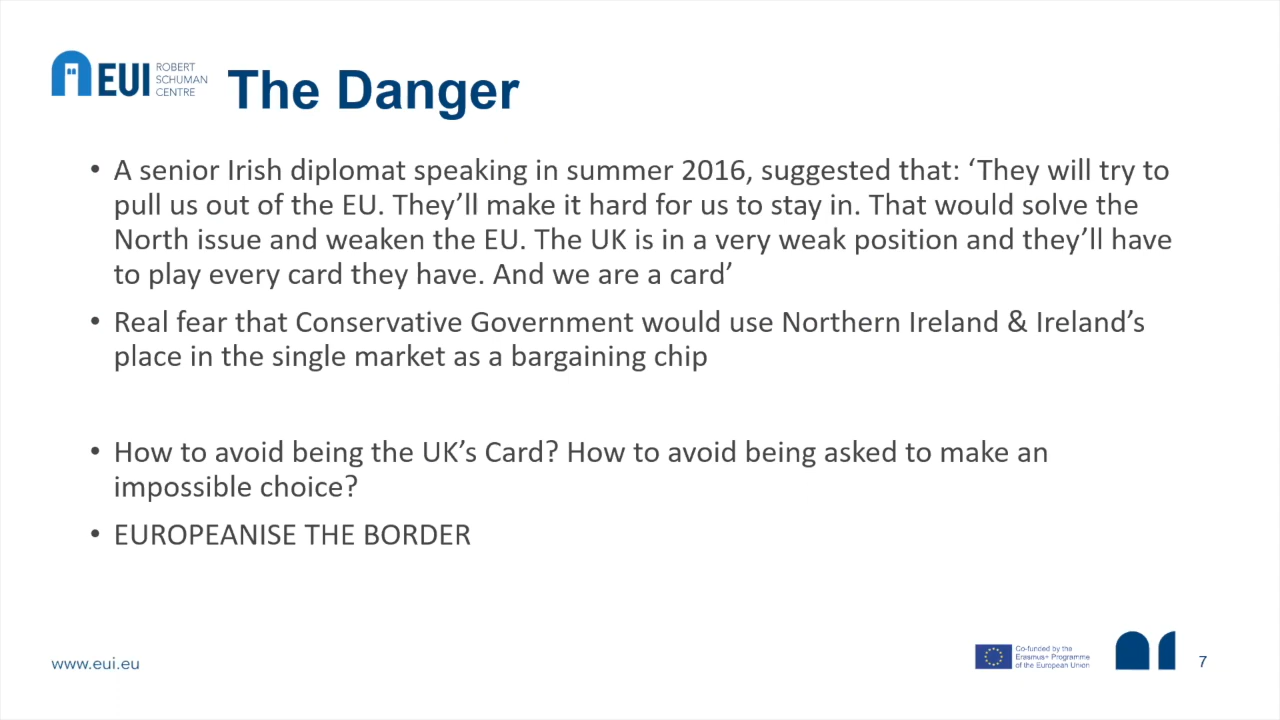 EUI
ROBERT
SCHUMAN
CENTRE
The Danger
• A senior Irish diplomat speaking in summer 2016, suggested that: ‘They will try to
pull us out of the EU. They’ll make it hard for us to stay in. That would solve the
North issue and weaken the EU. The UK is in a very weak position and they’ll have
to play every card they have. And we are a card’
• Real fear that Conservative Government would use Northern Ireland & Ireland’s
place in the single market as a bargaining chip
• How to avoid being the UK’s Card? How to avoid being asked to make an
impossible choice?
• EUROPEANISE THE BORDER
www.eui.eu
Co-funded by the
Erasmus+ Programme
of the European Union
7